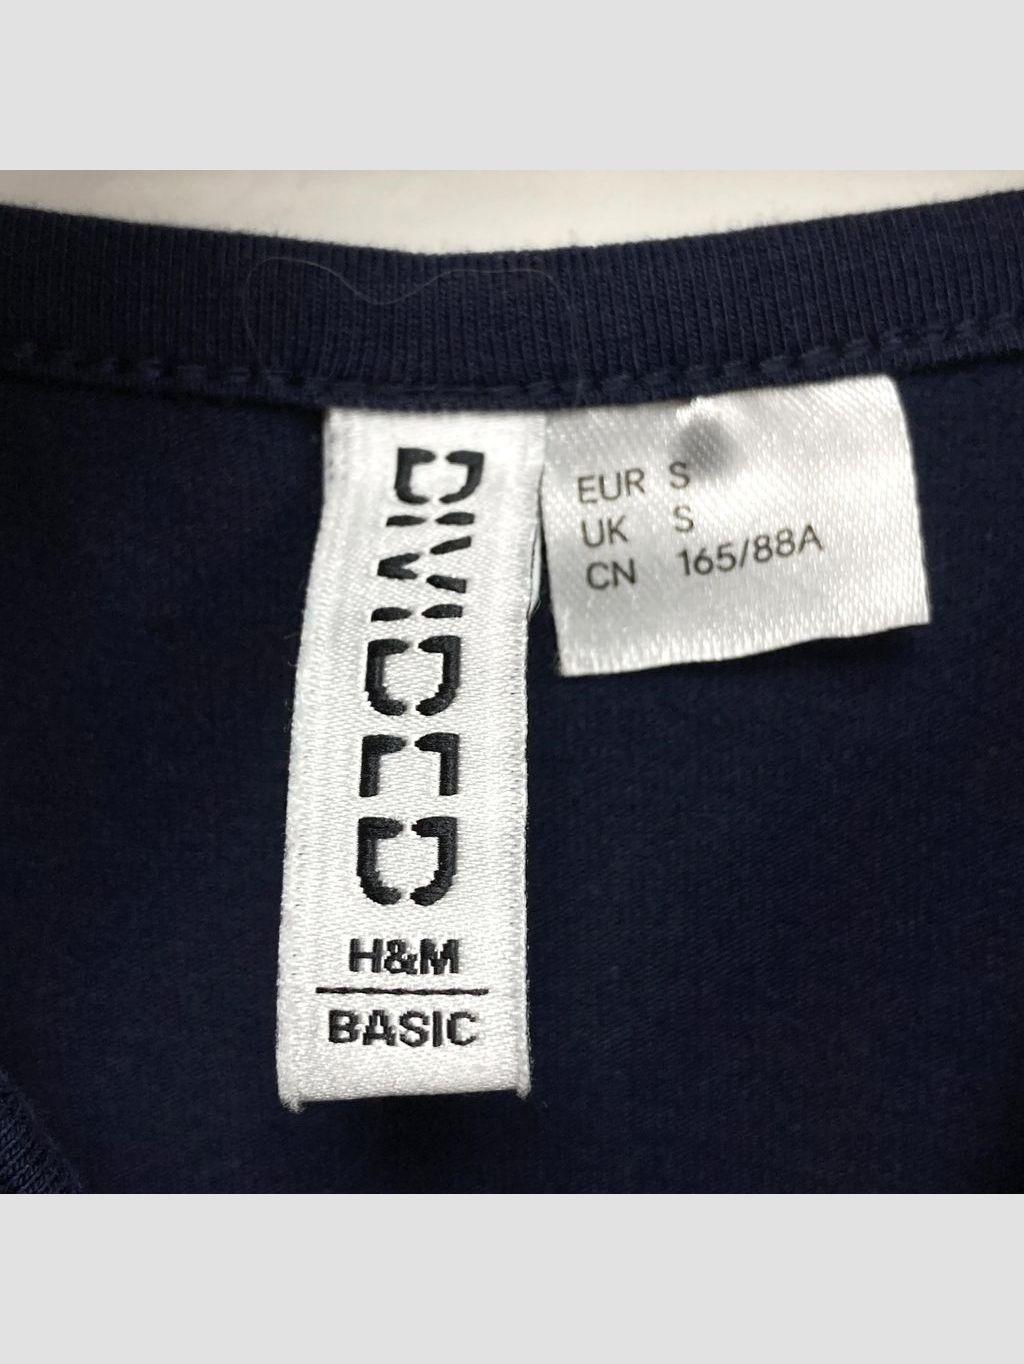 DIVIDED
H&M
BASIC
EUR S
UK S
CN 165/88A